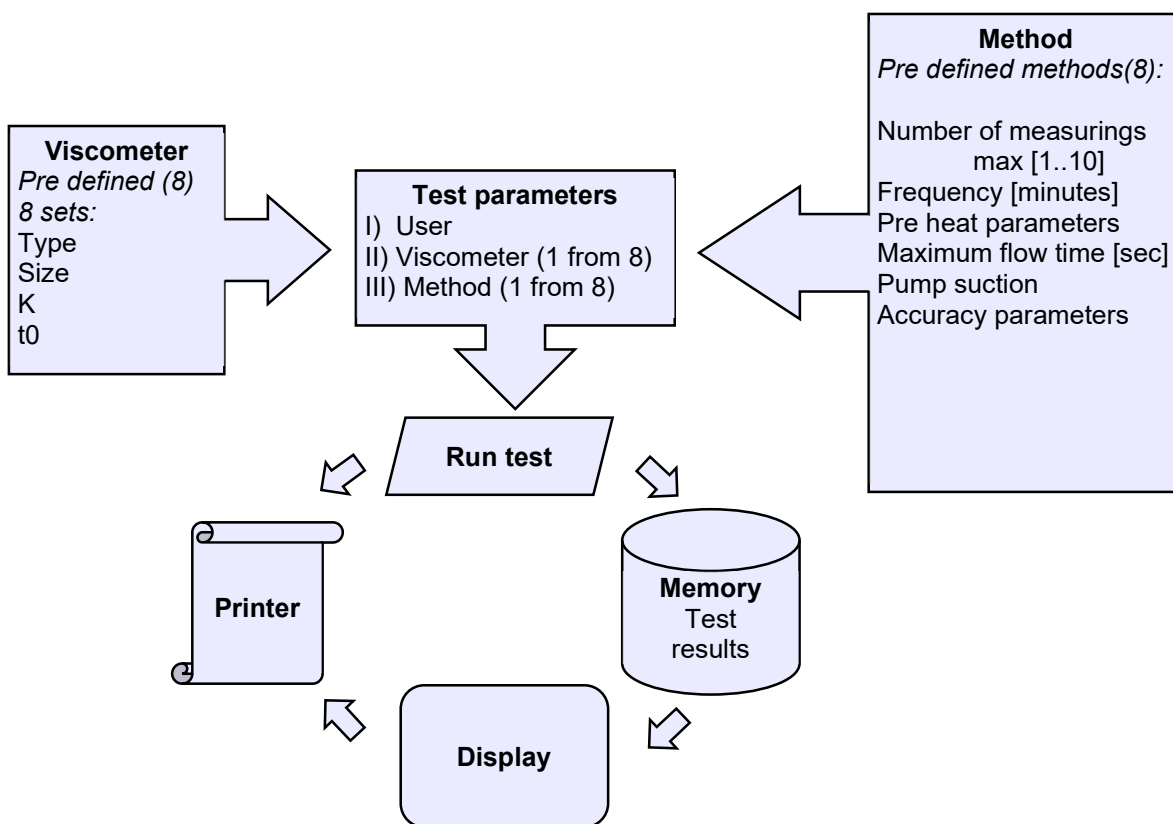 Viscometer
Pre defined (8)
8 sets:
Type
Size
K
t0
Test parameters
I) User
II) Viscometer (1 from 8)
III) Method (1 from 8)
Method
Pre defined methods(8):
Number of measurings
max [1..10]
Frequency [minutes]
Pre heat parameters
Maximum flow time [sec]
Pump suction
Accuracy parameters
Run test
Printer
Memory
Test
results
Display